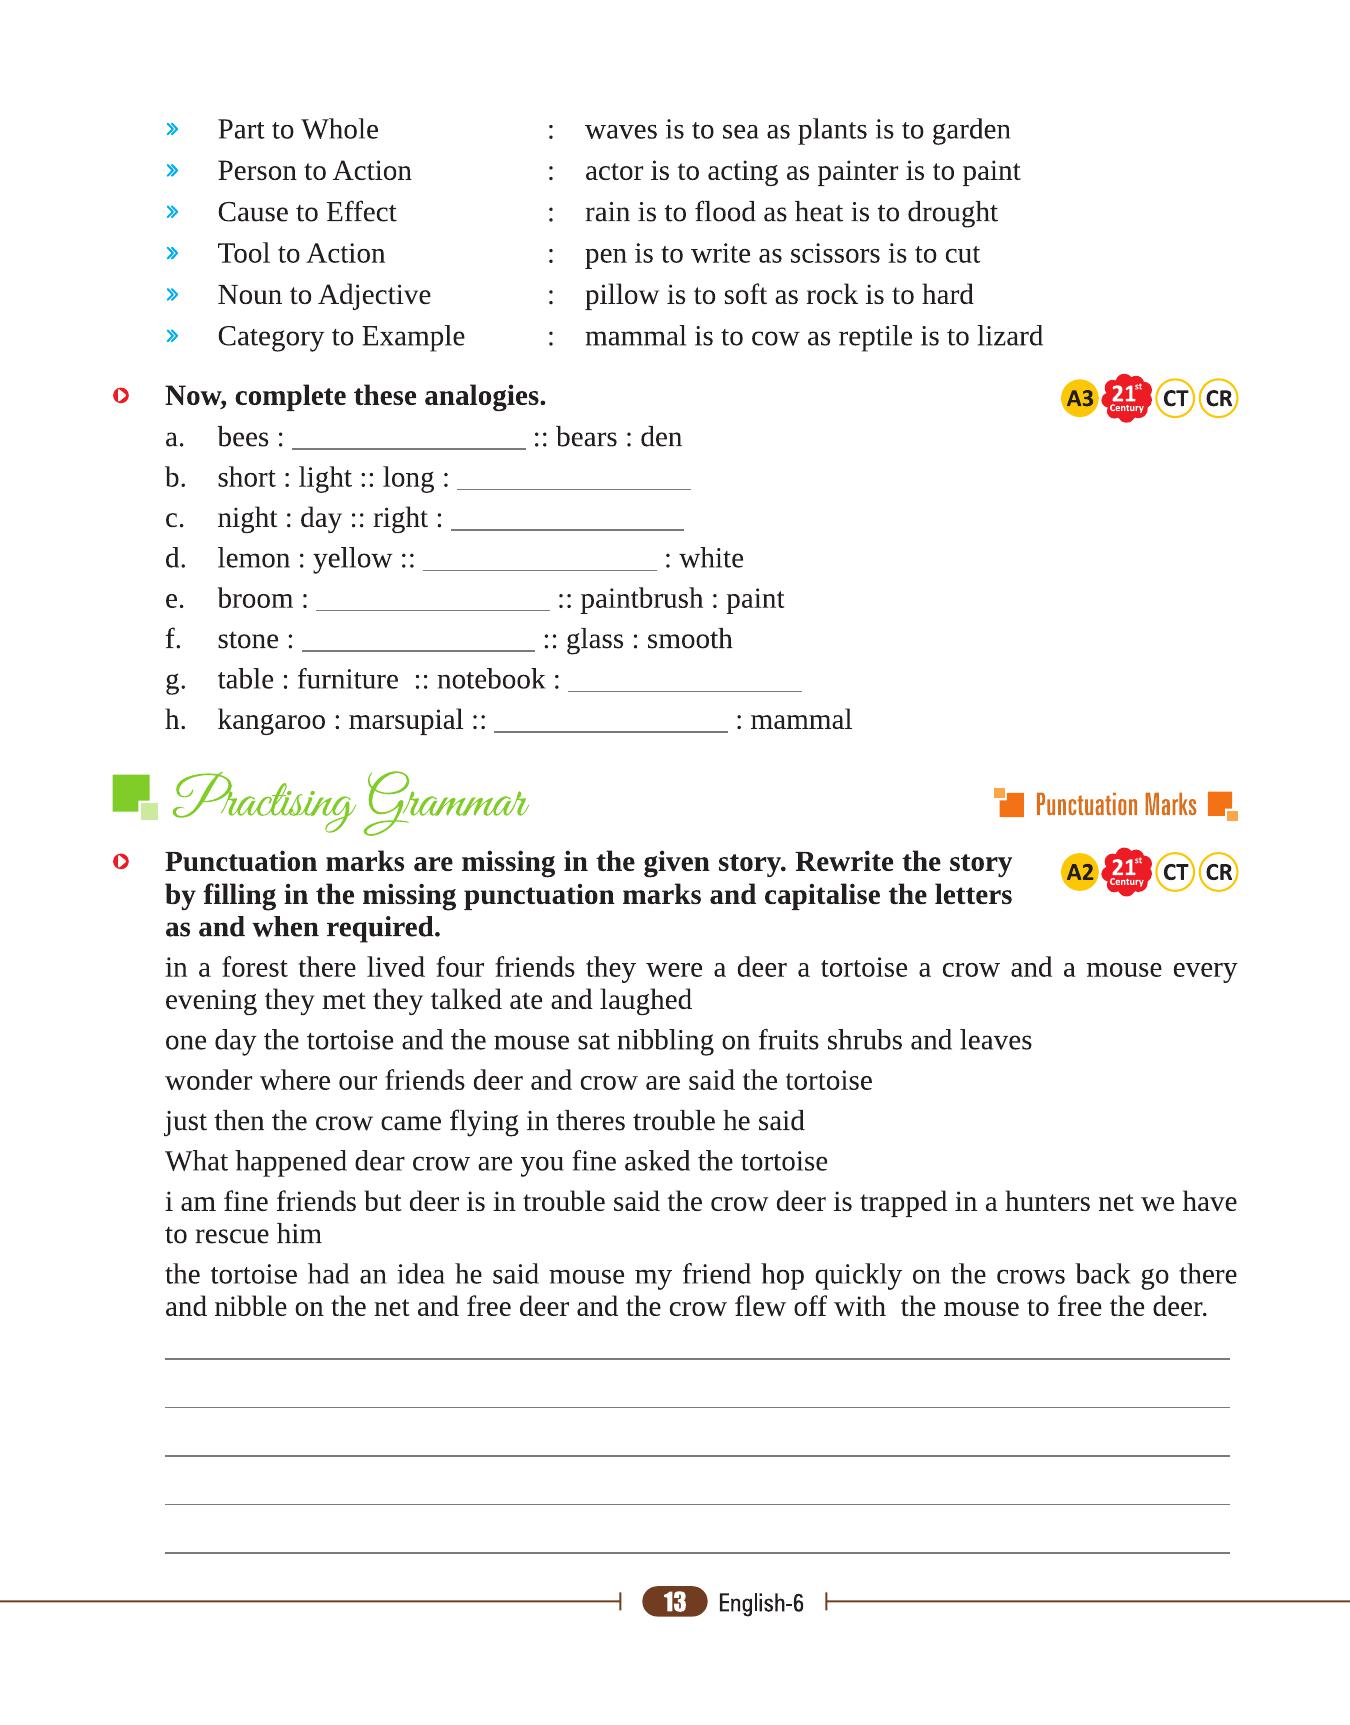 » Part to Whole : waves is to sea as plants is to garden
» Person to Action : actor is to acting as painter is to paint
» Cause to Effect : rain is to flood as heat is to drought
» Tool to Action : pen is to write as scissors is to cut
» Noun to Adjective : pillow is to soft as rock is to hard
» Category to Example : mammal is to cow as reptile is to lizard
Now, complete these analogies. A3 21st Century CT CR
a. bees : ________________ :: bears : den
b. short : light :: long : ________________
c. night : day :: right : ________________
d. lemon : yellow :: ________________ : white
e. broom : ________________ :: paintbrush : paint
f. stone : ________________ :: glass : smooth
g. table : furniture :: notebook : ________________
h. kangaroo : marsupial :: ________________ : mammal
Practising Grammar Punctuation Marks
Punctuation marks are missing in the given story. Rewrite the story A2 21st Century CT CR
by filling in the missing punctuation marks and capitalise the letters
as and when required.
in a forest there lived four friends they were a deer a tortoise a crow and a mouse every
evening they met they talked ate and laughed
one day the tortoise and the mouse sat nibbling on fruits shrubs and leaves
wonder where our friends deer and crow are said the tortoise
just then the crow came flying in theres trouble he said
What happened dear crow are you fine asked the tortoise
i am fine friends but deer is in trouble said the crow deer is trapped in a hunters net we have
to rescue him
the tortoise had an idea he said mouse my friend hop quickly on the crows back go there
and nibble on the net and free deer and the crow flew off with the mouse to free the deer.
13 English-6